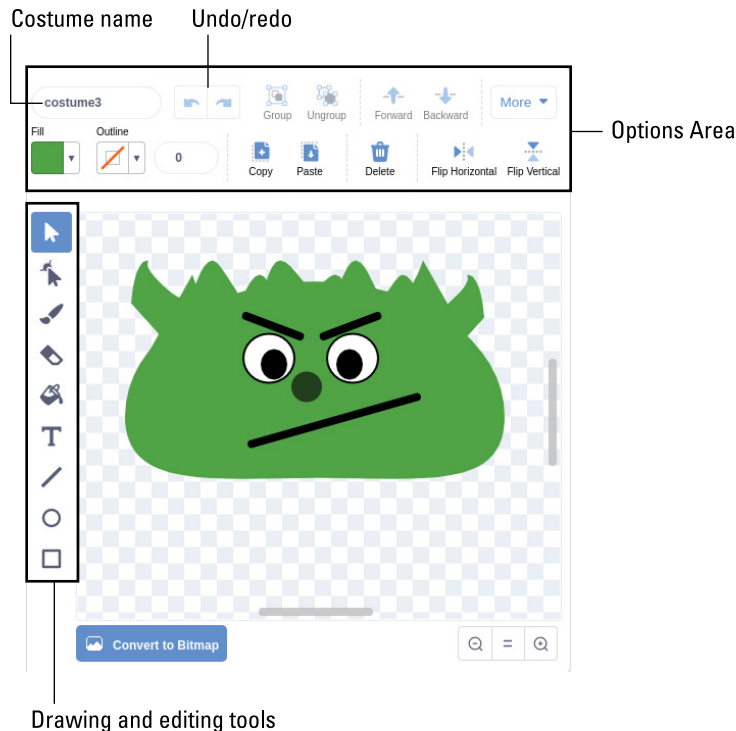 Costume name
Undo/redo
costume3
Group
Ungroup
Forward
Backward
More
Options Area
Fill
Outline
0
Copy
Paste
Delete
Flip Horizontal
Flip Vertical
T
Convert to Bitmap
=
Drawing and editing tools